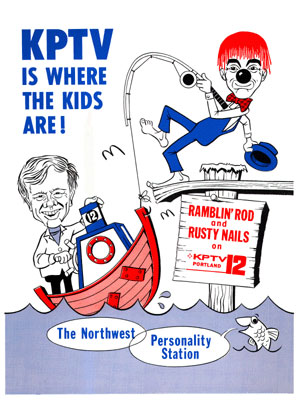 KPTV
IS WHERE
THE KIDS
ARE!
12
RAMBLIN' ROD
and
RUSTY NAILS
on
KPTV 12
PORTLAND
The Northwest
Personality
Station